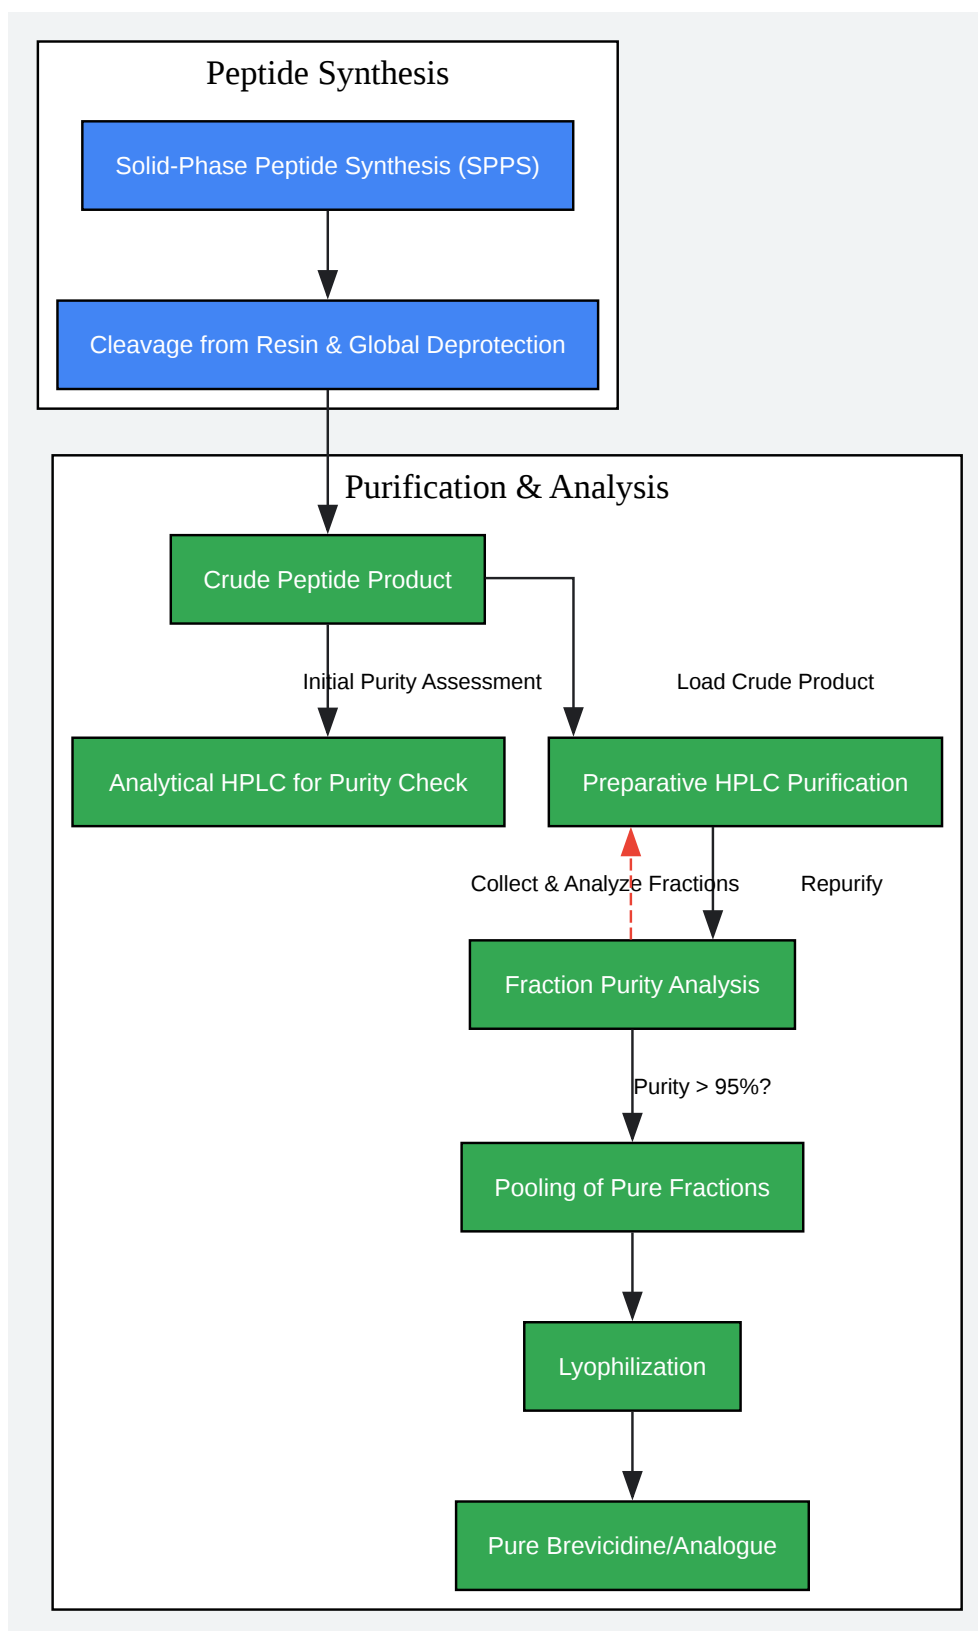 Peptide Synthesis
Solid-Phase Peptide Synthesis (SPPS)
Cleavage from Resin & Global Deprotection
Purification & Analysis
Crude Peptide Product
Initial Purity Assessment
Load Crude Product
Analytical HPLC for Purity Check
Preparative HPLC Purification
Collect & Analyze Fractions
Repurify
Fraction Purity Analysis
Purity > 95%?
Pooling of Pure Fractions
Lyophilization
Pure Brevicidine/Analogue